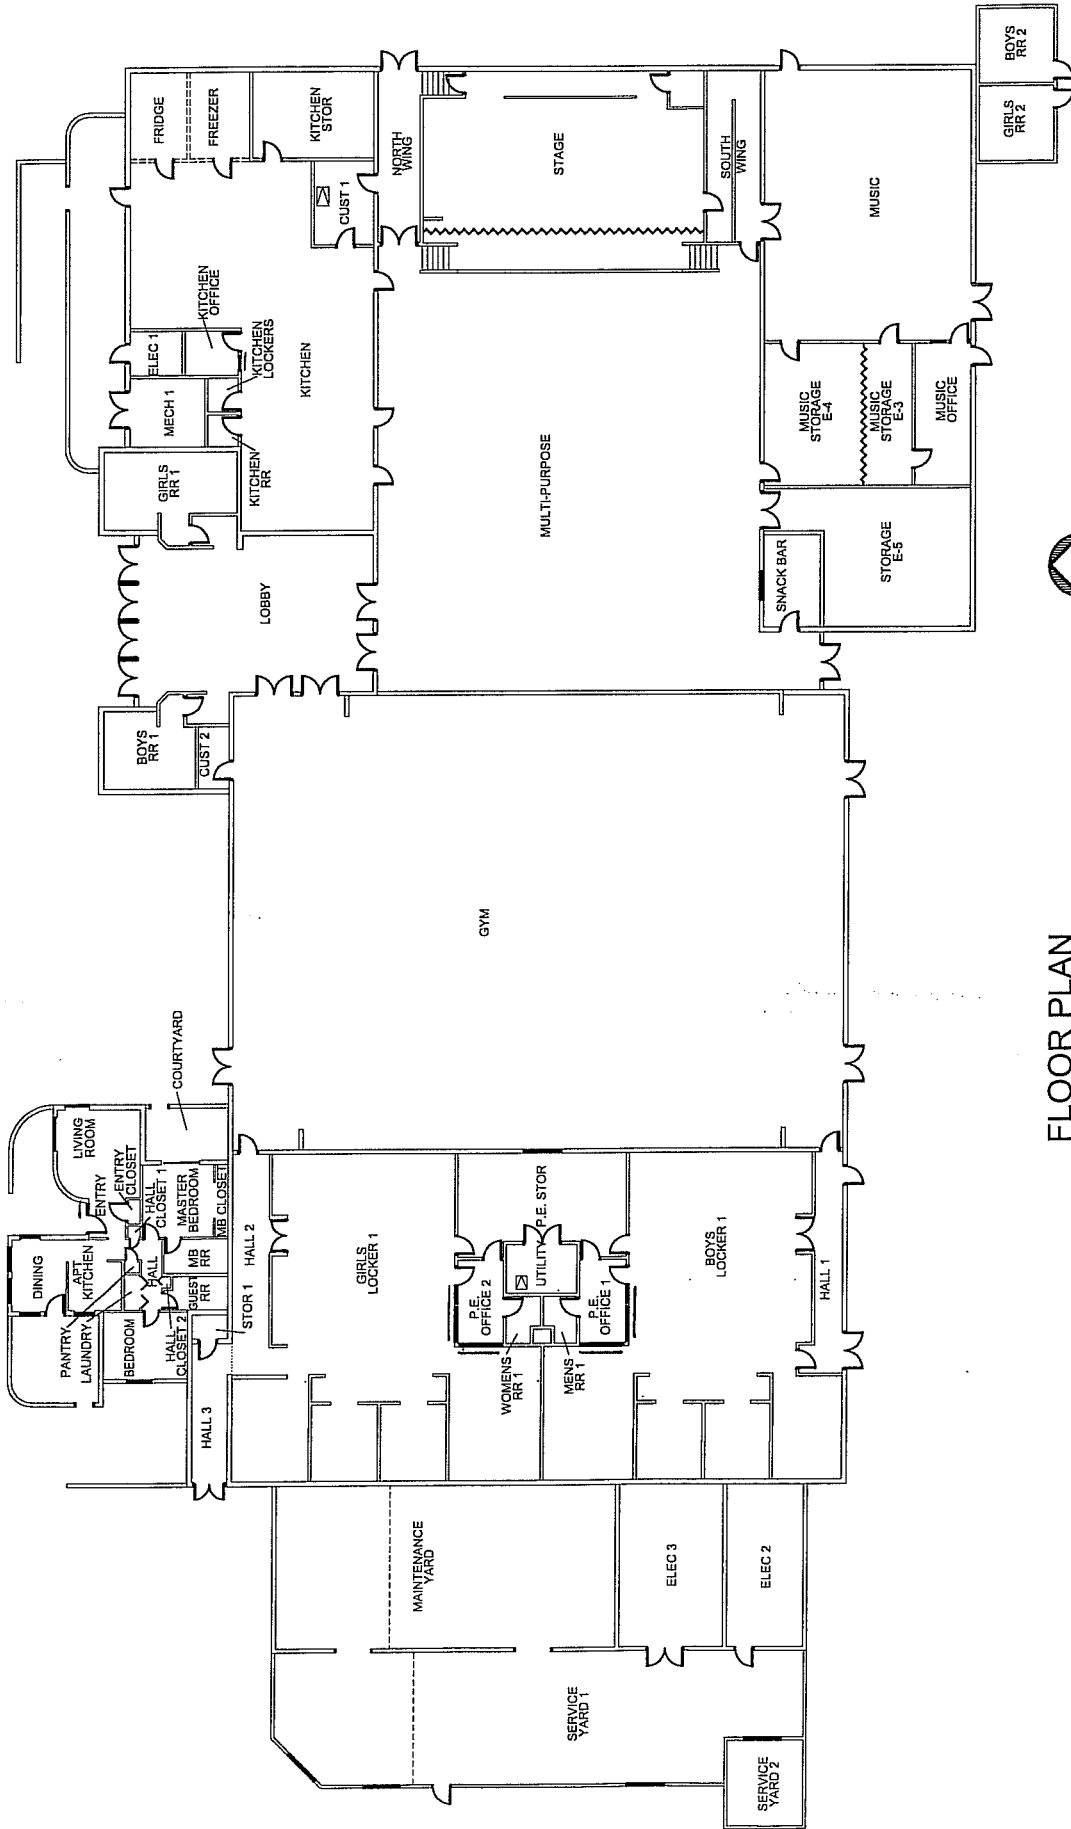 FRIDGE
FREEZER
KITCHEN
STOR
CUST 1
NORTH
WING
STAGE
SOUTH
WING
MUSIC
GIRLS
RR 2
BOYS
RR 2
ELEC 1
KITCHEN
OFFICE
KITCHEN
LOCKERS
MECH 1
KITCHEN
KITCHEN
RR
GIRLS
RR 1
MULTI-PURPOSE
MUSIC
STORAGE
E-4
MUSIC
STORAGE
E-3
MUSIC
OFFICE
LOBBY
SNACK BAR
STORAGE
E-5
BOYS
RR 1
CUST 2
GYM
COURTYARD
LIVING
ROOM
ENTRY
ENTRY
CLOSET
HALL
CLOSET 1
MASTER
BEDROOM
MB CLOSET
DINING
APT
KITCHEN
HALL
MB
RR
GUEST
RR
PANTRY
LAUNDRY
BEDROOM
HALL
CLOSET 2
STOR 1
HALL 2
HALL 3
GIRLS
LOCKER 1
P.E. STOR
UTILITY
P.E.
OFFICE 2
P.E.
OFFICE 1
WOMENS
RR 1
MENS
RR 1
BOYS
LOCKER 1
HALL 1
MAINTENANCE
YARD
ELEC 3
ELEC 2
SERVICE
YARD 1
SERVICE
YARD 2
FLOOR PLAN